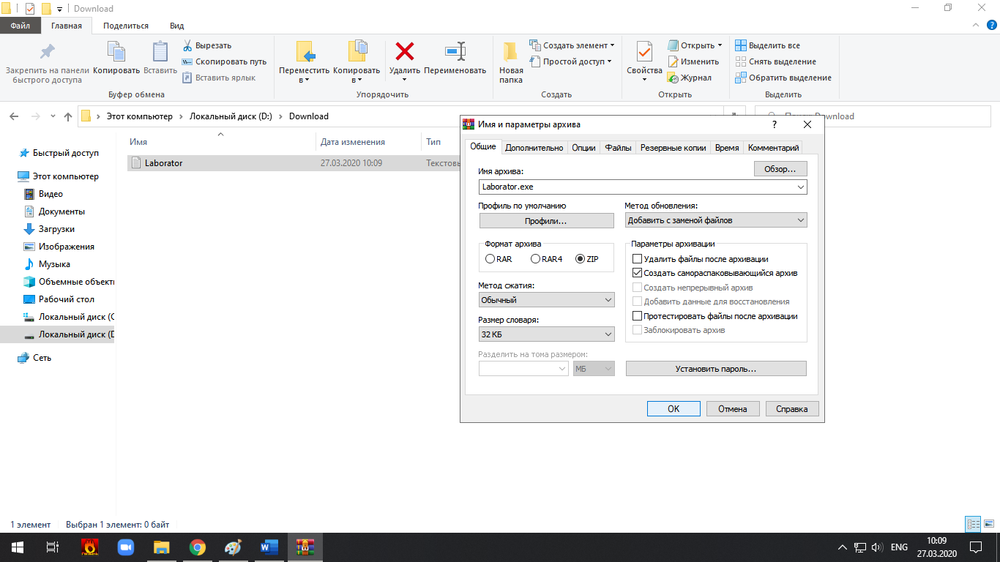 Download
Файл Главная Поделиться Вид
Закрепить на панели быстрого доступа
Копировать
Вставить
Вырезать
Скопировать путь
Вставить ярлык
Буфер обмена
Переместить в
Копировать в
Удалить
Переименовать
Упорядочить
Новая папка
Создать элемент
Простой доступ
Создать
Свойства
Открыть
Изменить
Журнал
Открыть
Выделить все
Снять выделение
Обратить выделение
Выделить
Этот компьютер Локальный диск (D:) Download
Download
Быстрый доступ
Этот компьютер
Видео
Документы
Загрузки
Изображения
Музыка
Объемные объекты
Рабочий стол
Локальный диск (C
Локальный диск (D
Сеть
Имя Дата изменения Тип
Laborator 27.03.2020 10:09 Текстовы
Имя и параметры архива ?
Общие Дополнительно Опции Файлы Резервные копии Время Комментарий
Имя архива:
Обзор...
Laborator.exe
Профиль по умолчанию
Профили...
Метод обновления:
Добавить с заменой файлов
Формат архива
RAR RAR4 ZIP
Метод сжатия:
Обычный
Размер словаря:
32 КБ
Разделить на тома размером:
МБ
Параметры архивации
Удалить файлы после архивации
Создать самораспаковывающийся архив
Создать непрерывный архив
Добавить данные для восстановления
Протестировать файлы после архивации
Заблокировать архив
Установить пароль...
OK Отмена Справка
1 элемент Выбран 1 элемент: 0 байт
ENG
10:09
27.03.2020